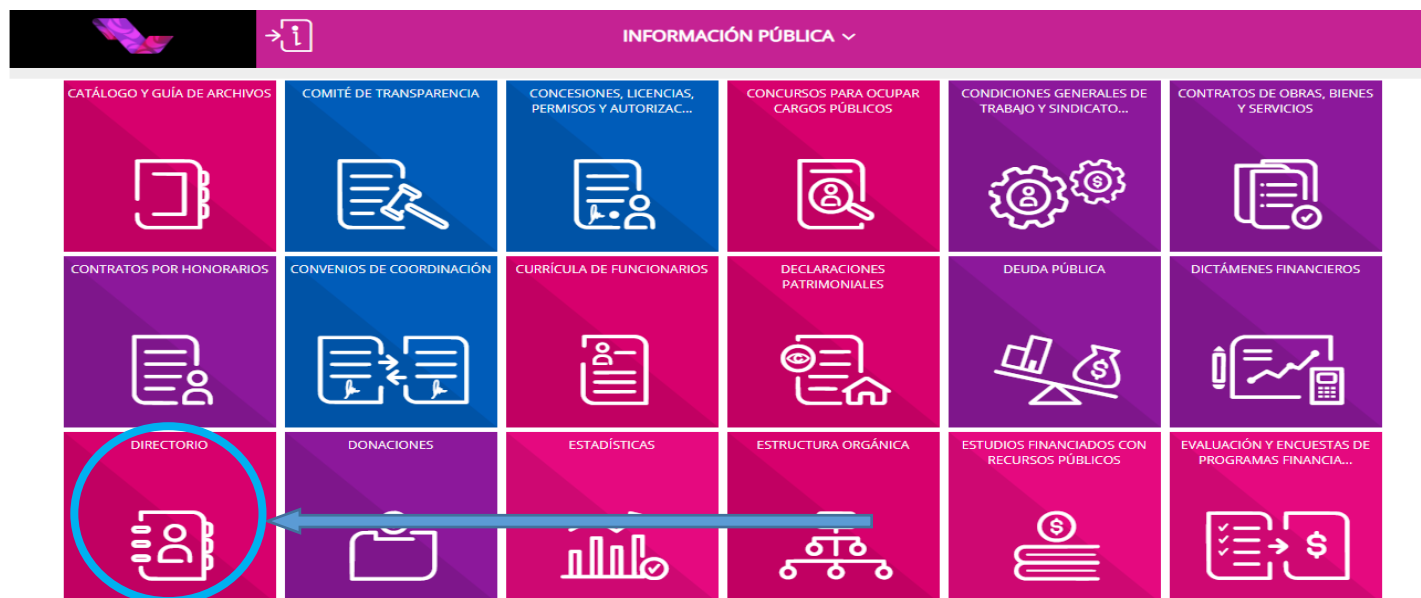 INFORMACIÓN PÚBLICA
CATÁLOGO Y GUÍA DE ARCHIVOS
COMITÉ DE TRANSPARENCIA
CONCESIONES, LICENCIAS,
PERMISOS Y AUTORIZAC...
CONCURSOS PARA OCUPAR
CARGOS PÚBLICOS
CONDICIONES GENERALES DE
TRABAJO Y SINDICATO...
CONTRATOS DE OBRAS, BIENES
Y SERVICIOS
CONTRATOS POR HONORARIOS
CONVENIOS DE COORDINACIÓN
CURRÍCULA DE FUNCIONARIOS
DECLARACIONES
PATRIMONIALES
DEUDA PÚBLICA
DICTÁMENES FINANCIEROS
DIRECTORIO
DONACIONES
ESTADÍSTICAS
ESTRUCTURA ORGÁNICA
ESTUDIOS FINANCIADOS CON
RECURSOS PÚBLICOS
EVALUACIÓN Y ENCUESTAS DE
PROGRAMAS FINANCIA...